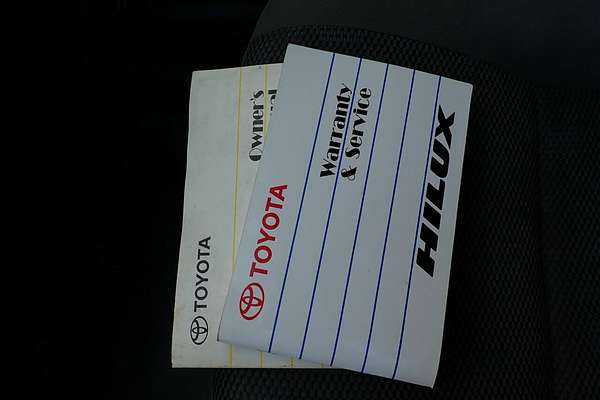 TOYOTA
Warranty
& Service
HILUX
TOYOTA
Owner's